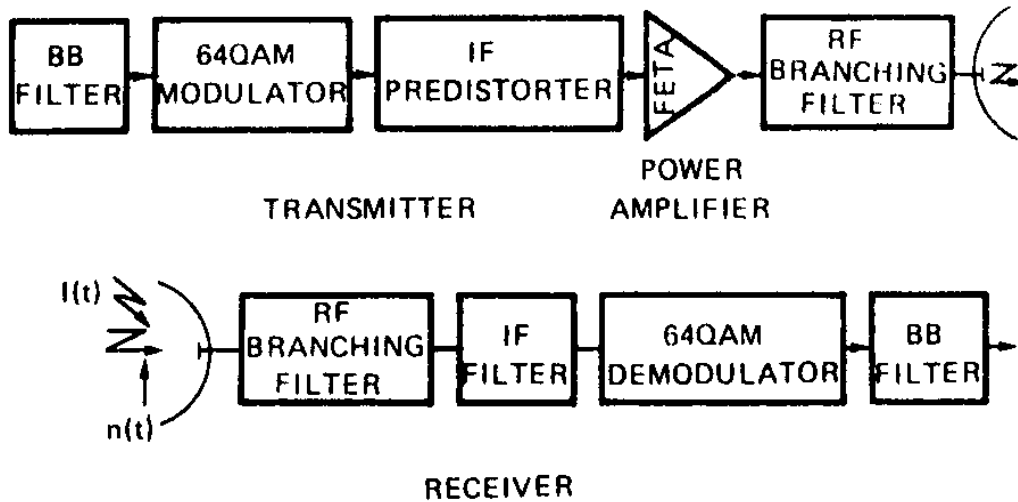 BB
FILTER
64QAM
MODULATOR
IF
PREDISTORTER
FETA
RF
BRANCHING
FILTER
POWER
AMPLIFIER
TRANSMITTER
I(t)
n(t)
RF
BRANCHING
FILTER
IF
FILTER
64QAM
DEMODULATOR
BB
FILTER
RECEIVER